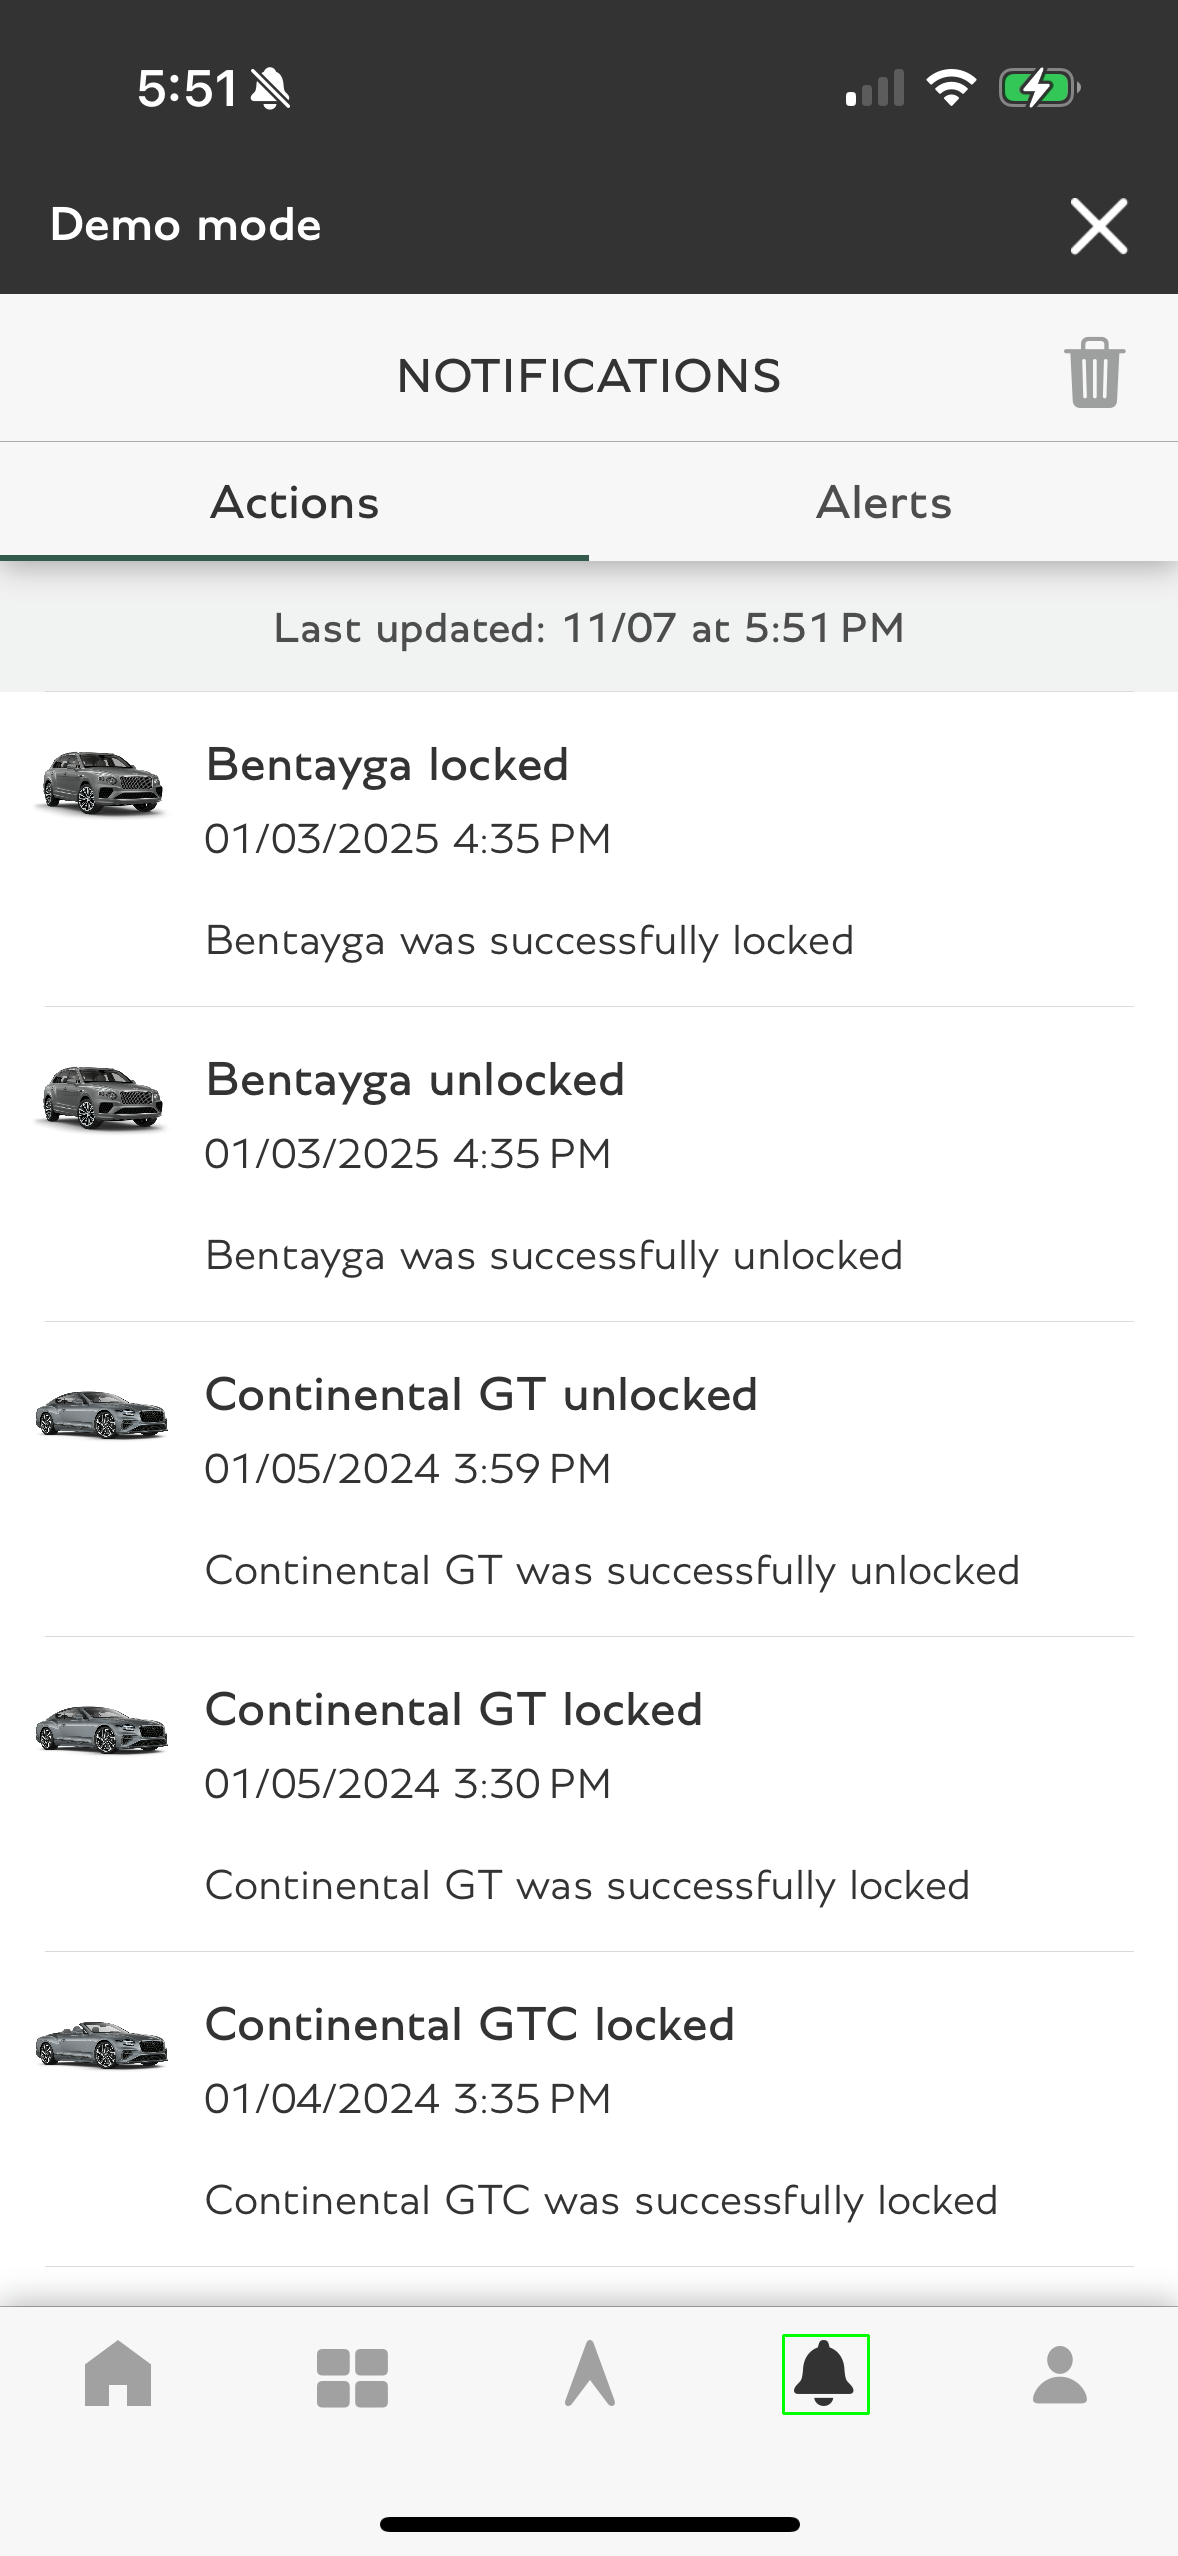 5:51
Demo mode
NOTIFICATIONS
Actions
Alerts
Last updated: 11/07 at 5:51 PM
Bentayga locked
01/03/2025 4:35 PM
Bentayga was successfully locked
Bentayga unlocked
01/03/2025 4:35 PM
Bentayga was successfully unlocked
Continental GT unlocked
01/05/2024 3:59 PM
Continental GT was successfully unlocked
Continental GT locked
01/05/2024 3:30 PM
Continental GT was successfully locked
Continental GTC locked
01/04/2024 3:35 PM
Continental GTC was successfully locked